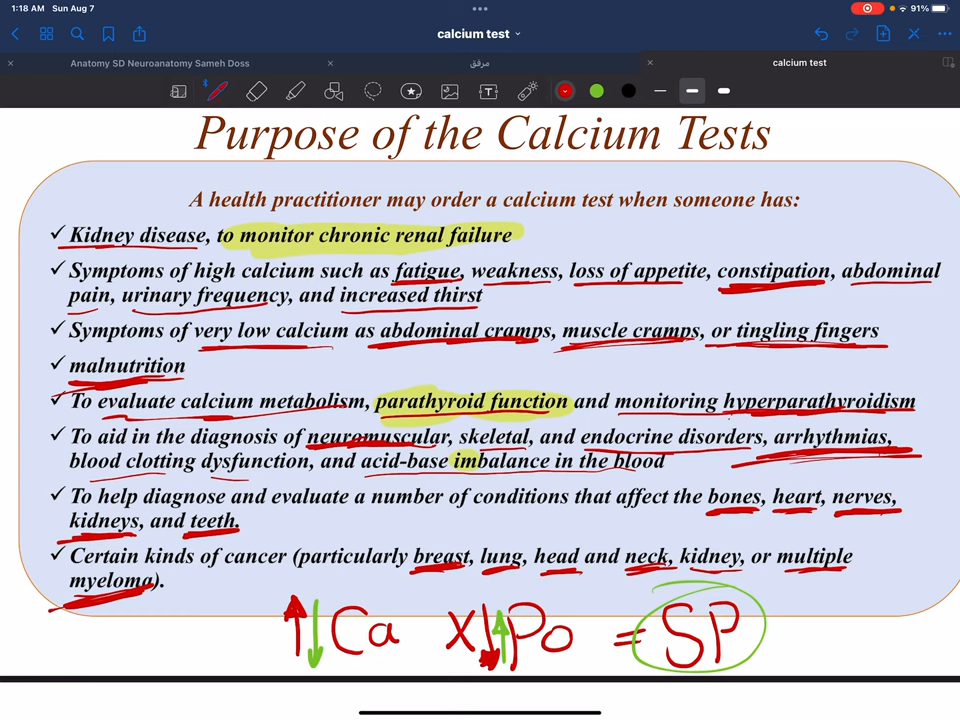 1:18 AM Sun Aug 7
91%
calcium test
Anatomy SD Neuroanatomy Sameh Doss
مرفق
calcium test
Purpose of the Calcium Tests
A health practitioner may order a calcium test when someone has:
✓ Kidney disease, to monitor chronic renal failure
✓ Symptoms of high calcium such as fatigue, weakness, loss of appetite, constipation, abdominal
pain, urinary frequency, and increased thirst
✓ Symptoms of very low calcium as abdominal cramps, muscle cramps, or tingling fingers
✓ malnutrition
✓ To evaluate calcium metabolism, parathyroid function and monitoring hyperparathyroidism
✓ To aid in the diagnosis of neuromuscular, skeletal, and endocrine disorders, arrhythmias,
blood clotting dysfunction, and acid-base imbalance in the blood
✓ To help diagnose and evaluate a number of conditions that affect the bones, heart, nerves,
kidneys, and teeth.
✓ Certain kinds of cancer (particularly breast, lung, head and neck, kidney, or multiple
myeloma).
↑↓Ca X↓↑Po = SP